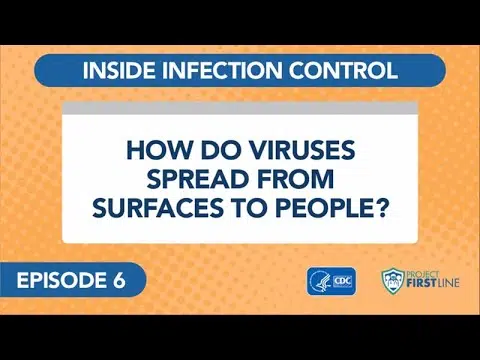 INSIDE INFECTION CONTROL
HOW DO VIRUSES
SPREAD FROM
SURFACES TO PEOPLE?
EPISODE 6
CDC
PROJECT
FIRSTLINE